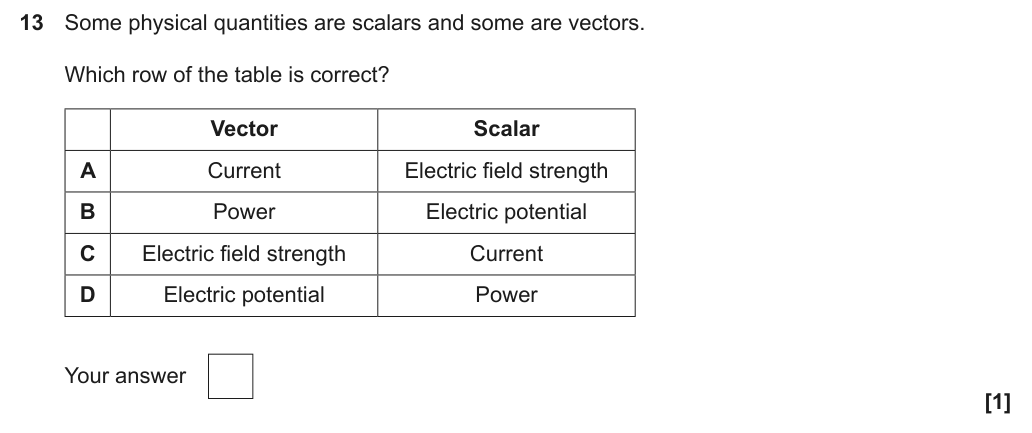 13 Some physical quantities are scalars and some are vectors.
Which row of the table is correct?
Vector Scalar
A Current Electric field strength
B Power Electric potential
C Electric field strength Current
D Electric potential Power
Your answer
[1]